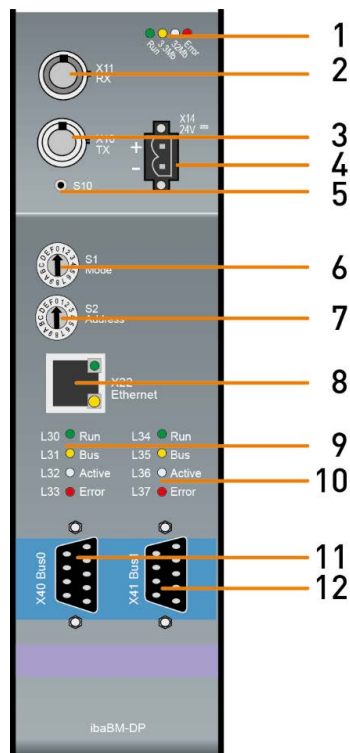 Run 3.3Mb 32Mb Error
1
X11
RX
2
X14
24V
X10
TX
3
+
-
4
S10
5
S1
Mode
6
S2
Address
7
X22
Ethernet
8
L30 Run L34 Run
9
L31 Bus L35 Bus
L32 Active L36 Active
10
L33 Error L37 Error
X40 Bus0
X41 Bus1
11
12
ibaBM-DP